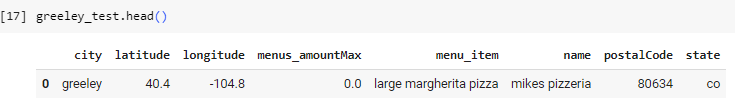 [17] greeley_test.head()
city latitude longitude menus_amountMax menu_item name postalCode state
0 greeley 40.4 -104.8 0.0 large margherita pizza mikes pizzeria 80634 co